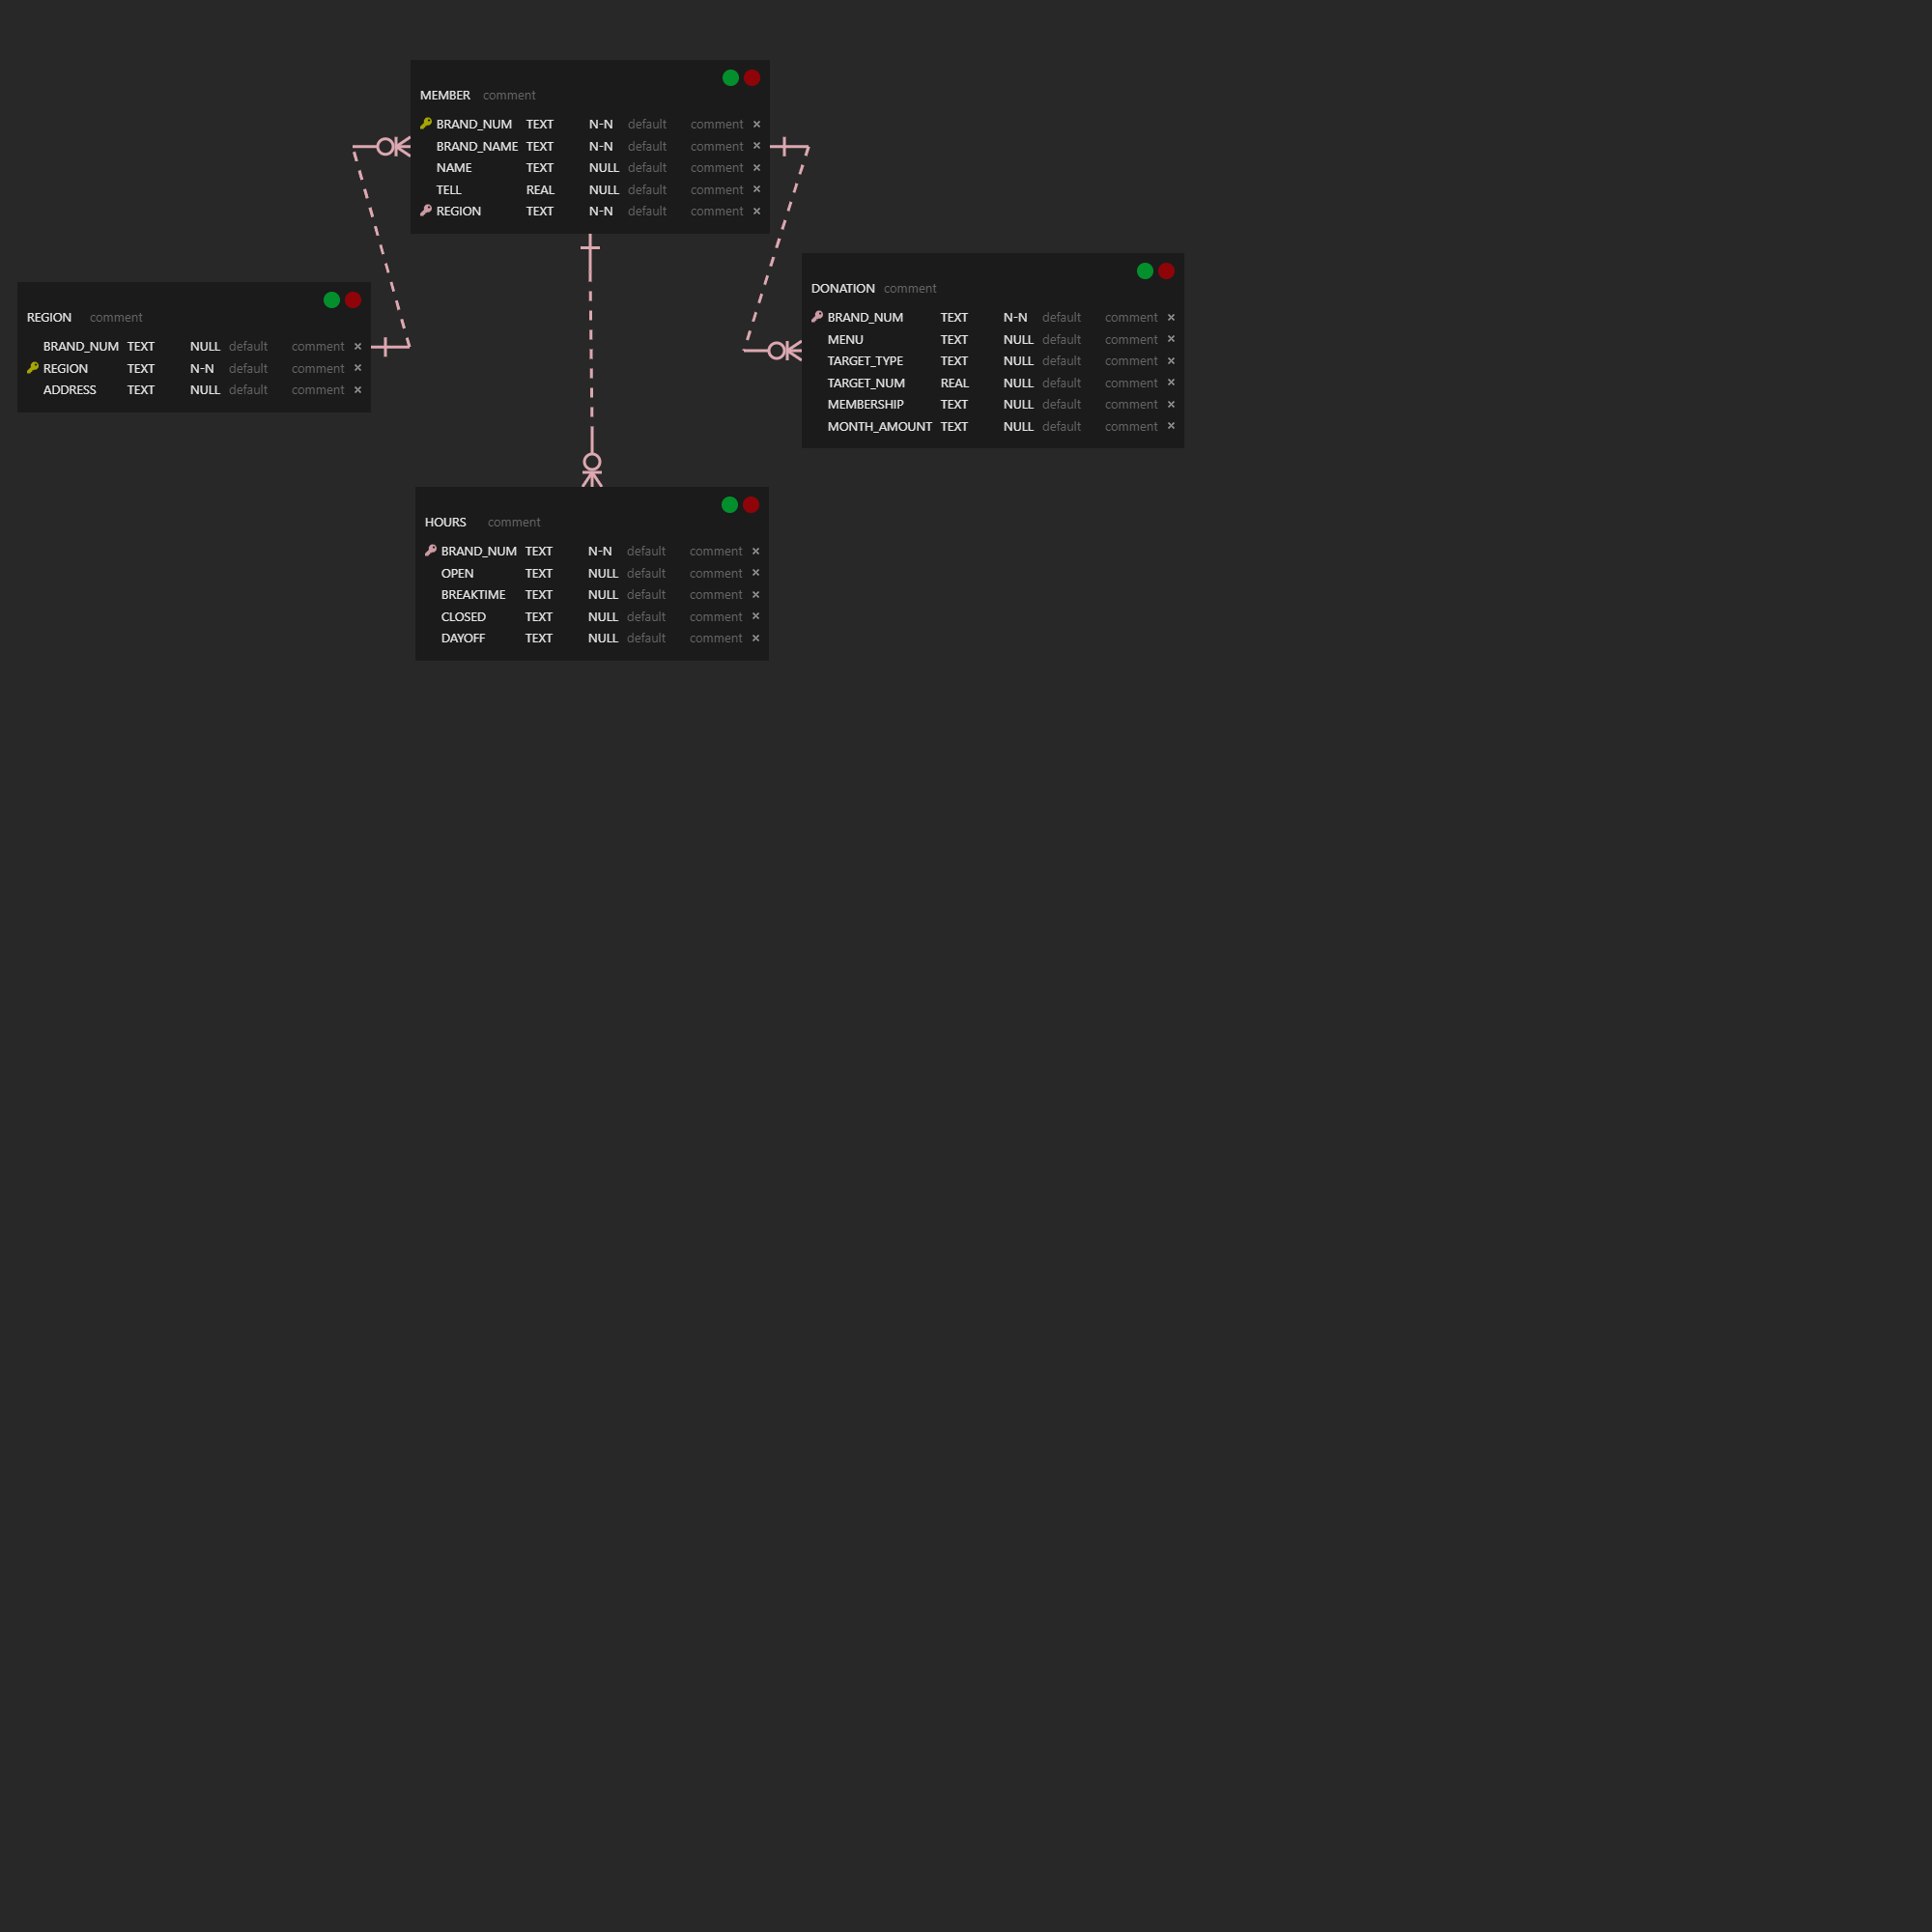 MEMBER comment
BRAND_NUM TEXT N-N default comment ×
BRAND_NAME TEXT N-N default comment ×
NAME TEXT NULL default comment ×
TELL REAL NULL default comment ×
REGION TEXT N-N default comment ×
REGION comment
BRAND_NUM TEXT NULL default comment ×
REGION TEXT N-N default comment ×
ADDRESS TEXT NULL default comment ×
DONATION comment
BRAND_NUM TEXT N-N default comment ×
MENU TEXT NULL default comment ×
TARGET_TYPE TEXT NULL default comment ×
TARGET_NUM REAL NULL default comment ×
MEMBERSHIP TEXT NULL default comment ×
MONTH_AMOUNT TEXT NULL default comment ×
HOURS comment
BRAND_NUM TEXT N-N default comment ×
OPEN TEXT NULL default comment ×
BREAKTIME TEXT NULL default comment ×
CLOSED TEXT NULL default comment ×
DAYOFF TEXT NULL default comment ×